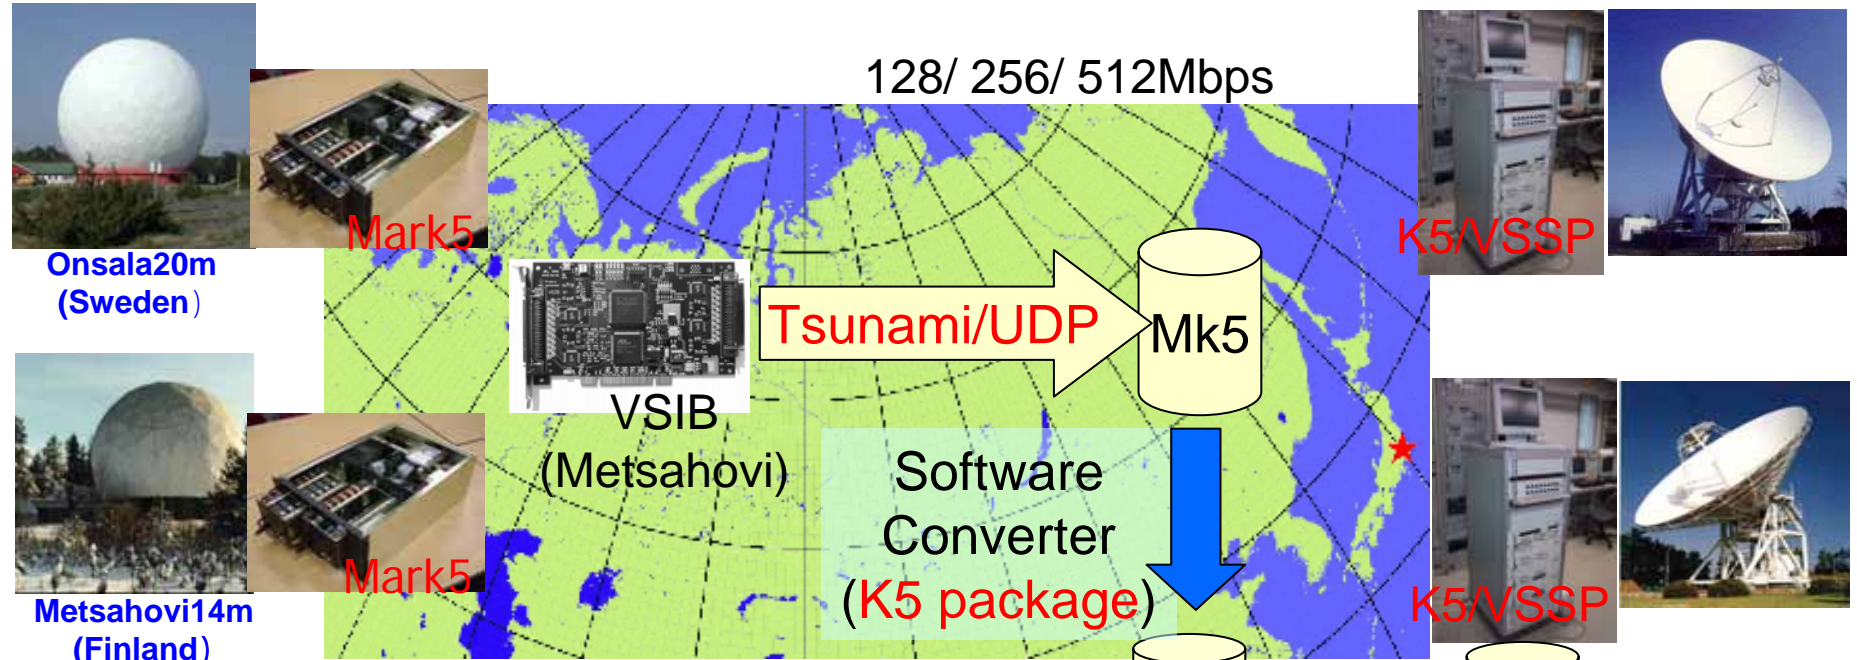 128/ 256/ 512Mbps
Mark5
K5/VSSP
Onsala20m
(Sweden)
Tsunami/UDP
Mk5
VSIB
(Metsahovi)
Software
Converter
(K5 package)
Mark5
K5/VSSP
Metsahovi14m
(Finland)